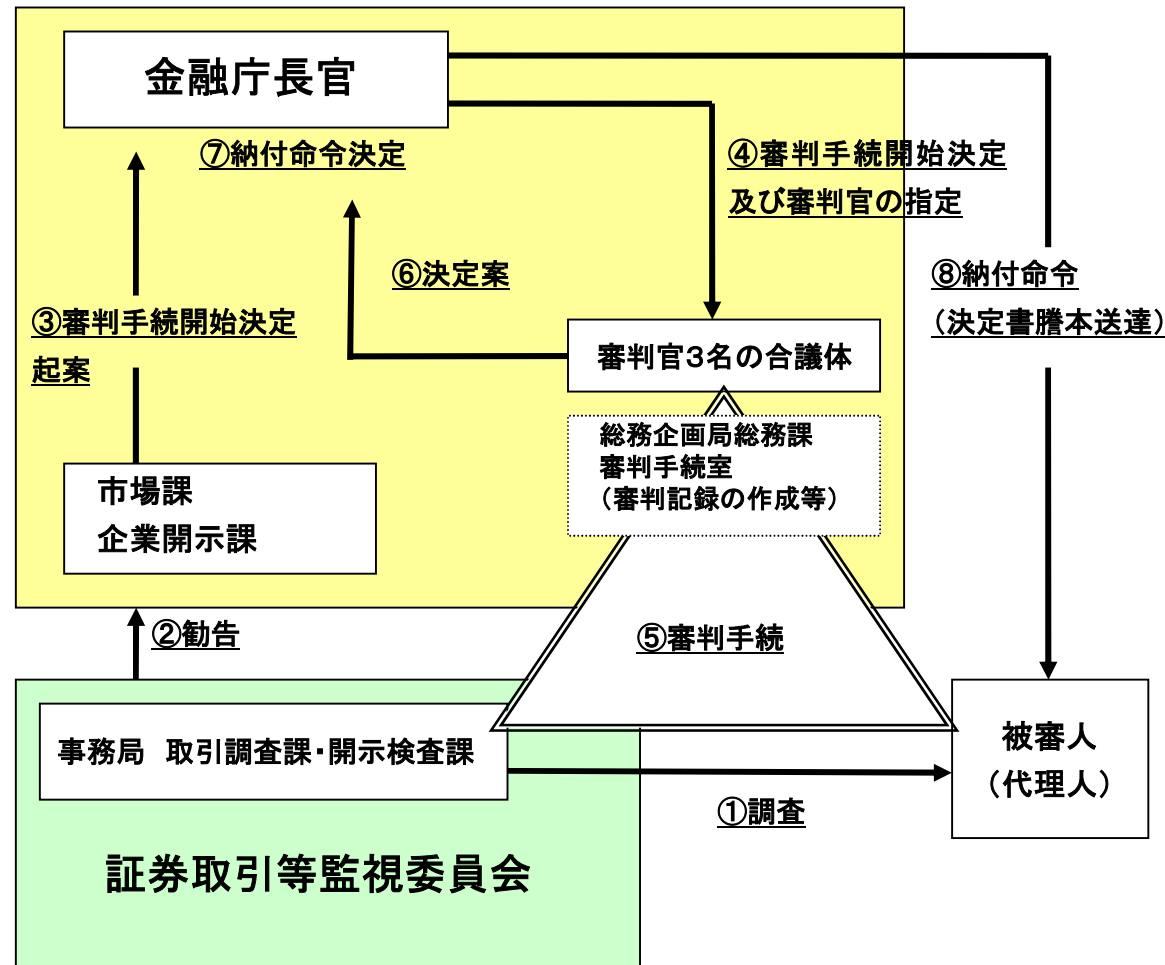 金融庁長官
⑦納付命令決定
④審判手続開始決定
及び審判官の指定
⑥決定案
⑧納付命令
（決定書謄本送達）
③審判手続開始決定
起案
審判官３名の合議体
総務企画局総務課
審判手続室
（審判記録の作成等）
市場課
企業開示課
②勧告
⑤審判手続
事務局　取引調査課・開示検査課
被審人
（代理人）
①調査
証券取引等監視委員会